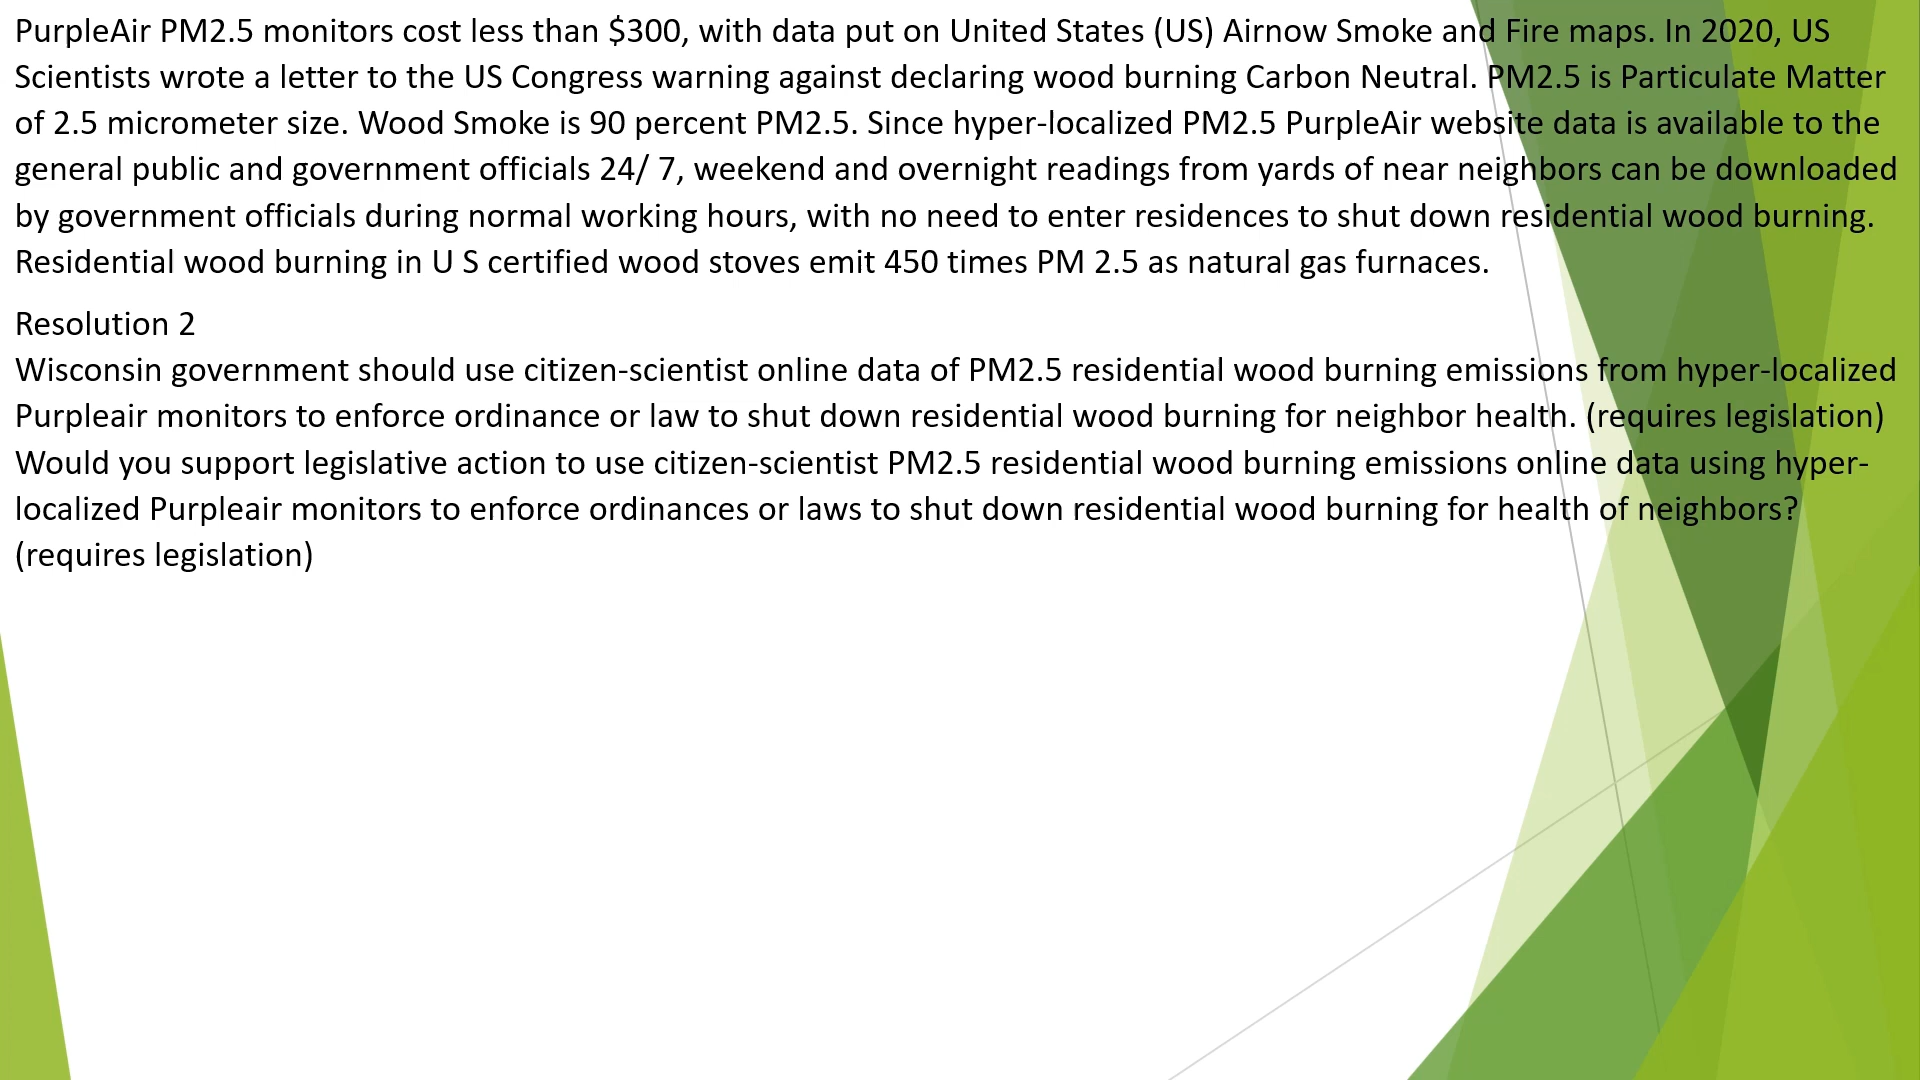 PurpleAir PM2.5 monitors cost less than $300, with data put on United States (US) Airnow Smoke and Fire maps. In 2020, US
Scientists wrote a letter to the US Congress warning against declaring wood burning Carbon Neutral. PM2.5 is Particulate Matter
of 2.5 micrometer size. Wood Smoke is 90 percent PM2.5. Since hyper-localized PM2.5 PurpleAir website data is available to the
general public and government officials 24/ 7, weekend and overnight readings from yards of near neighbors can be downloaded
by government officials during normal working hours, with no need to enter residences to shut down residential wood burning.
Residential wood burning in U S certified wood stoves emit 450 times PM 2.5 as natural gas furnaces.
Resolution 2
Wisconsin government should use citizen-scientist online data of PM2.5 residential wood burning emissions from hyper-localized
Purpleair monitors to enforce ordinance or law to shut down residential wood burning for neighbor health. (requires legislation)
Would you support legislative action to use citizen-scientist PM2.5 residential wood burning emissions online data using hyper-
localized Purpleair monitors to enforce ordinances or laws to shut down residential wood burning for health of neighbors?
(requires legislation)